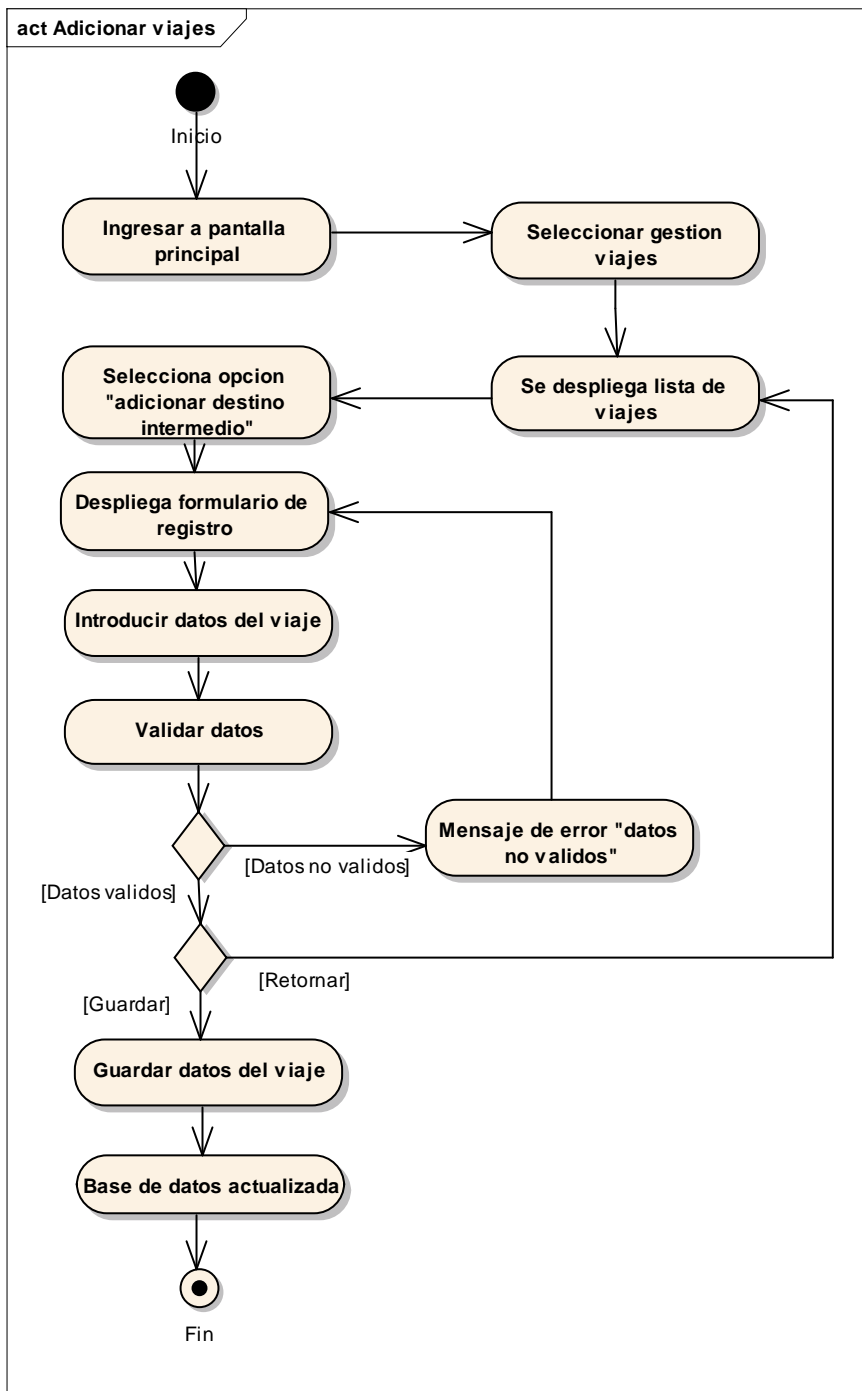 act Adicionar viajes
Inicio
Ingresar a pantalla
principal
Seleccionar gestion
viajes
Selecciona opcion
"adicionar destino
intermedio"
Se despliega lista de
viajes
Despliega formulario de
registro
Introducir datos del viaje
Validar datos
Mensaje de error "datos
no validos"
[Datos no validos]
[Datos validos]
[Retornar]
[Guardar]
Guardar datos del viaje
Base de datos actualizada
Fin